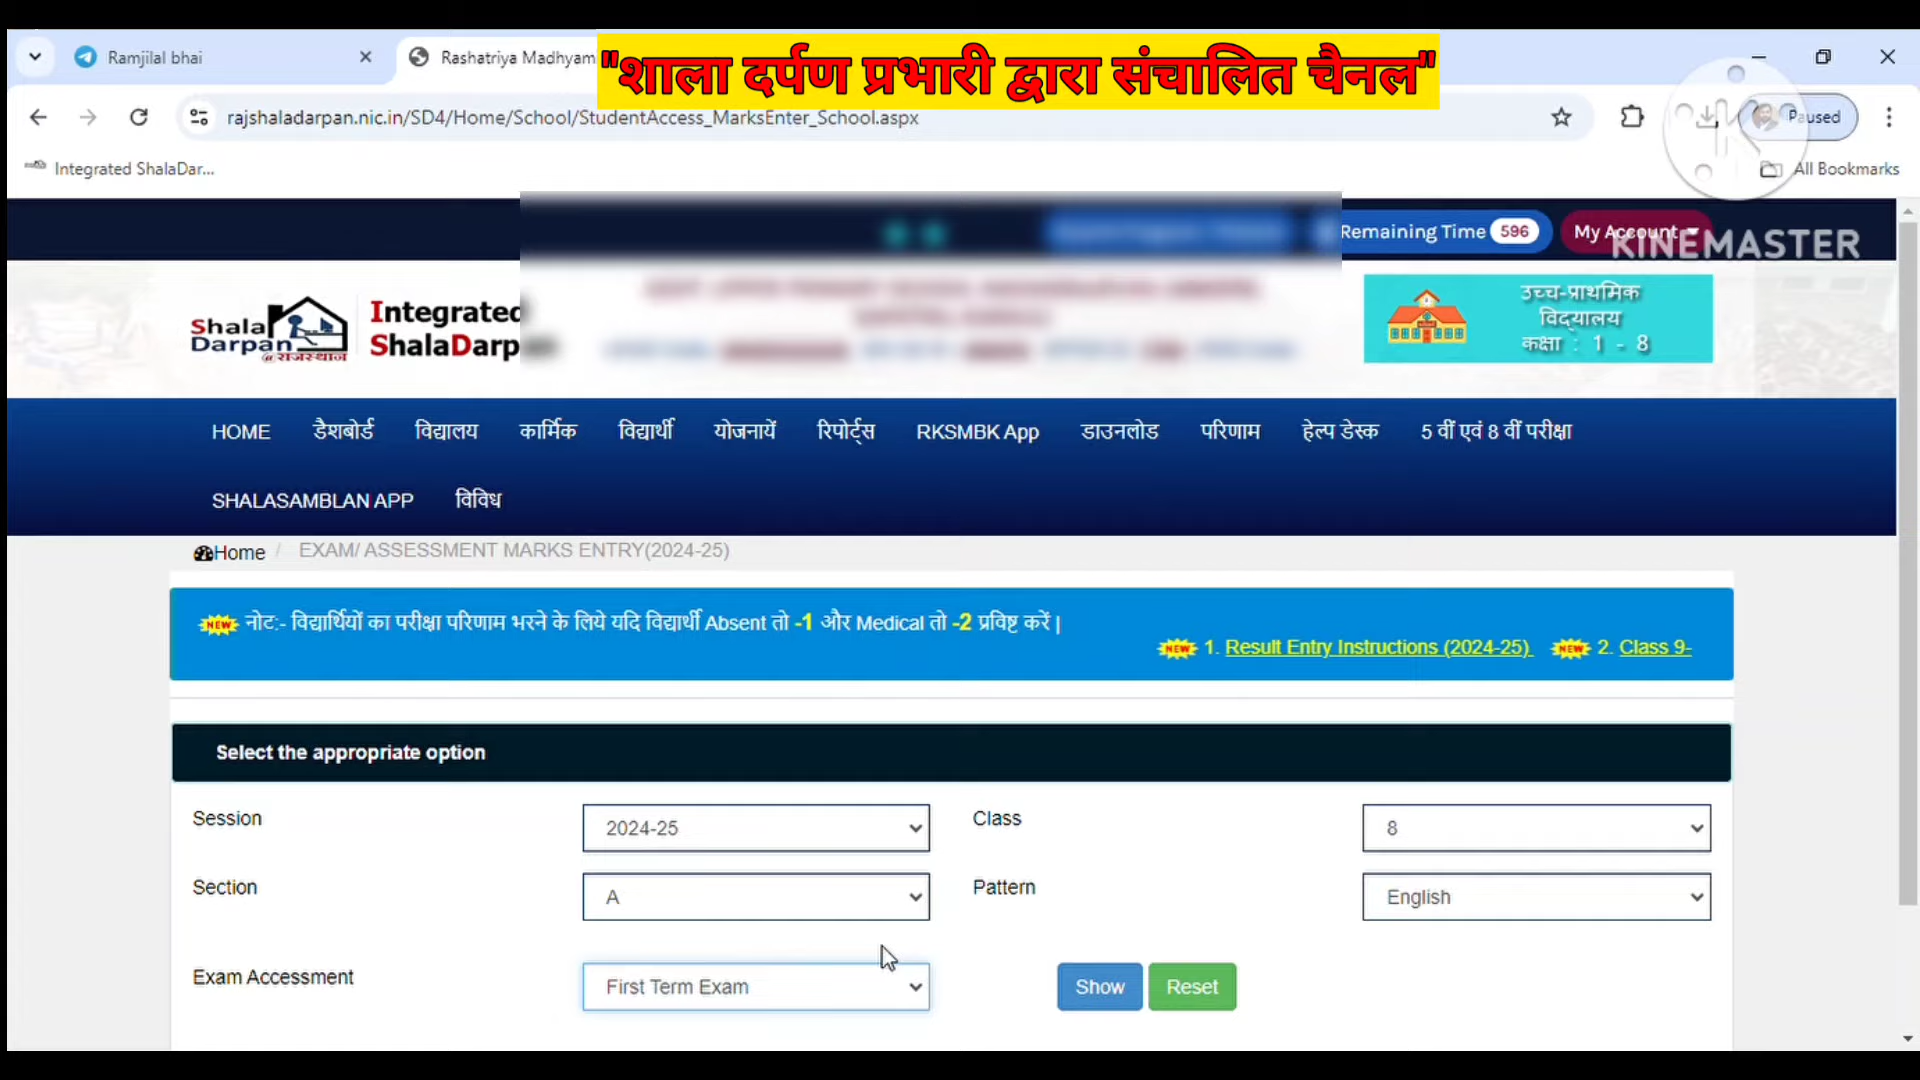 Ramjilal bhai
Rashatriya Madhyam
"शाला दर्पण प्रभारी द्वारा संचालित चैनल"
rajshaladarpan.nic.in/SD4/Home/School/StudentAccess_MarksEnter_School.aspx
Paused
Integrated ShalaDar...
All Bookmarks
Remaining Time 596
My Account
KINEMASTER
Shala Darpan
@राजस्थान
Integrated
ShalaDarpan
उच्च-प्राथमिक
विद्यालय
कक्षा : 1 - 8
HOME डैशबोर्ड विद्यालय कार्मिक विद्यार्थी योजनायें रिपोर्ट्स RKSMBK App डाउनलोड परिणाम हेल्प डेस्क 5 वीं एवं 8 वीं परीक्षा
SHALASAMBLAN APP विविध
Home / EXAM/ ASSESSMENT MARKS ENTRY(2024-25)
NEW नोट:- विद्यार्थियों का परीक्षा परिणाम भरने के लिये यदि विद्यार्थी Absent तो -1 और Medical तो -2 प्रविष्ट करें |
NEW 1. Result Entry Instructions (2024-25) NEW 2. Class 9-
Select the appropriate option
Session 2024-25 Class 8
Section A Pattern English
Exam Accessment First Term Exam Show Reset